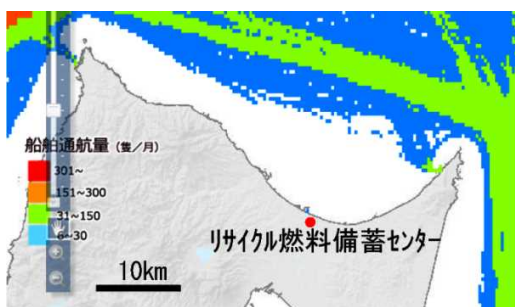 船舶通航量 (隻/月)
301~
151~300
31~150
6~30
リサイクル燃料備蓄センター
10km